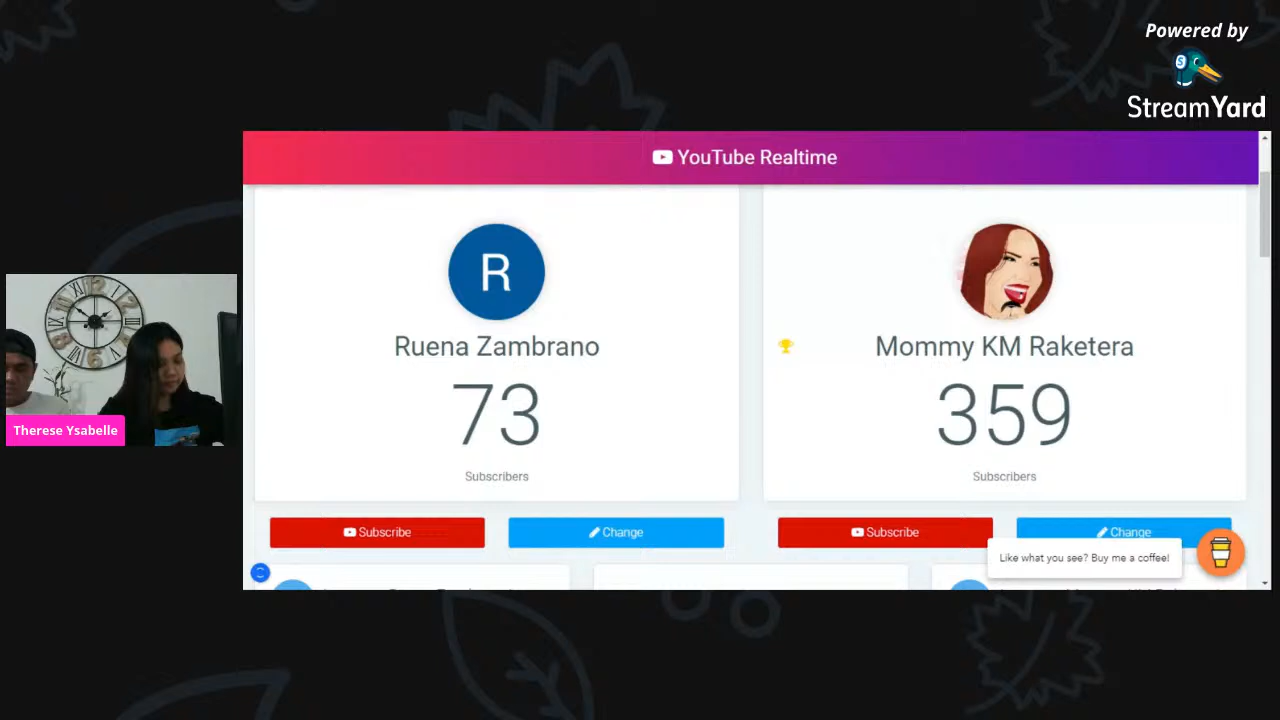 Powered by
StreamYard
YouTube Realtime
R
Ruena Zambrano
73
Subscribers
Subscribe
Change
Mommy KM Raketera
359
Subscribers
Subscribe
Change
Like what you see? Buy me a coffee!
Therese Ysabelle